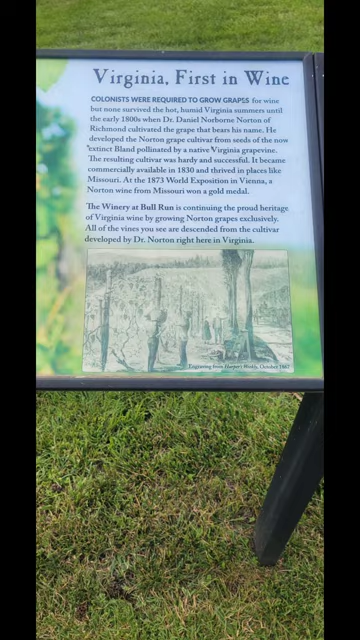 Virginia, First in Wine
COLONISTS WERE REQUIRED TO GROW GRAPES for wine
but none survived the hot, humid Virginia summers until
the early 1800s when Dr. Daniel Norborne Norton of
Richmond cultivated the grape that bears his name. He
developed the Norton grape cultivar from seeds of the now
extinct Bland pollinated by a native Virginia grapevine.
The resulting cultivar was hardy and successful. It became
commercially available in 1830 and thrived in places like
Missouri. At the 1873 World Exposition in Vienna, a
Norton wine from Missouri won a gold medal.
The Winery at Bull Run is continuing the proud heritage
of Virginia wine by growing Norton grapes exclusively.
All of the vines you see are descended from the cultivar
developed by Dr. Norton right here in Virginia.
Engraving from Harper's Weekly, October